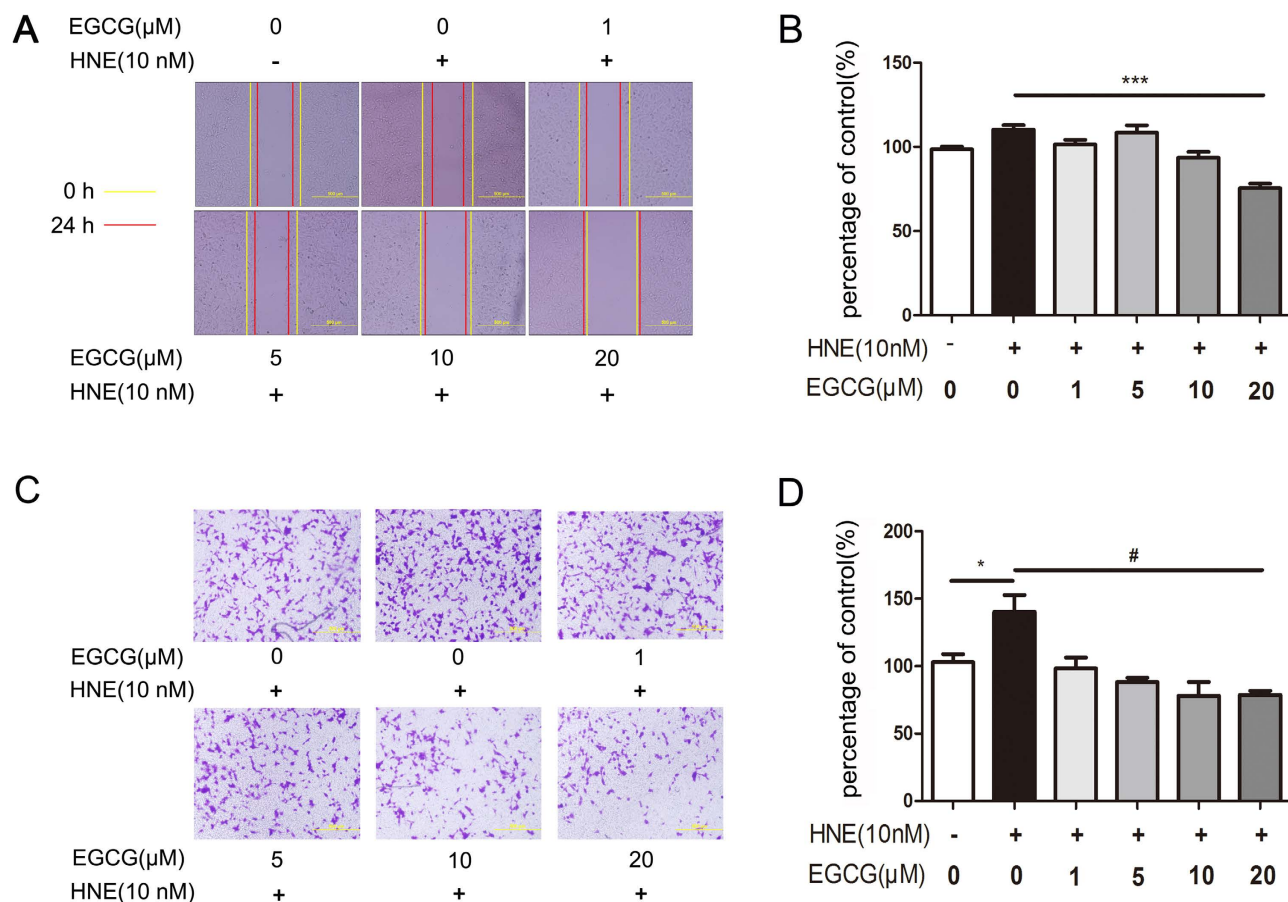 A
EGCG(μM) 0 0 1
HNE(10 nM) - + +
0 h
24 h
500 μm
EGCG(μM) 5 10 20
HNE(10 nM) + + +
B
percentage of control(%)
150
100
50
0
***
HNE(10nM) - + + + + +
EGCG(μM) 0 0 1 5 10 20
C
EGCG(μM) 0 0 1
HNE(10 nM) + + +
EGCG(μM) 5 10 20
HNE(10 nM) + + +
D
percentage of control(%)
200
150
100
50
0
*
#
HNE(10nM) - + + + + +
EGCG(μM) 0 0 1 5 10 20